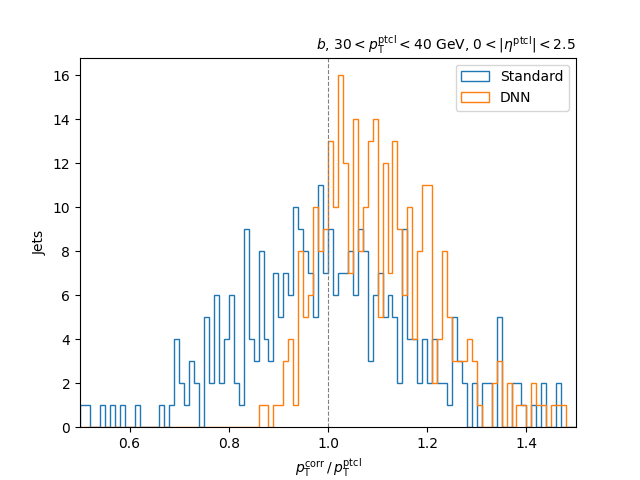 b, 30 < p_T^ptcl < 40 GeV, 0 < |η^ptcl| < 2.5
Standard
DNN
16
14
12
10
8
6
4
2
0
Jets
0.6 0.8 1.0 1.2 1.4
p_T^corr / p_T^ptcl